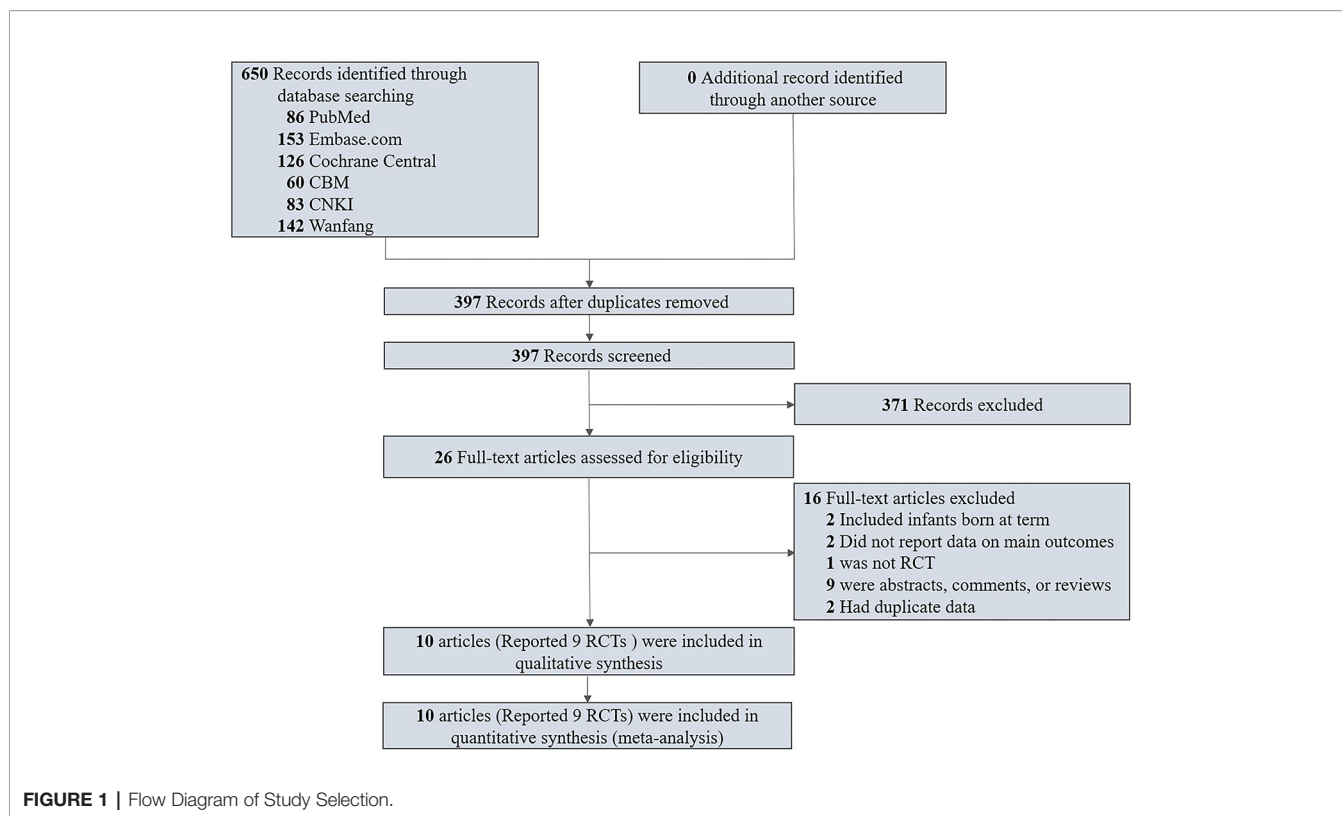 650 Records identified through
database searching
86 PubMed
153 Embase.com
126 Cochrane Central
60 CBM
83 CNKI
142 Wanfang
0 Additional record identified
through another source
397 Records after duplicates removed
397 Records screened
371 Records excluded
26 Full-text articles assessed for eligibility
16 Full-text articles excluded
2 Included infants born at term
2 Did not report data on main outcomes
1 was not RCT
9 were abstracts, comments, or reviews
2 Had duplicate data
10 articles (Reported 9 RCTs ) were included in
qualitative synthesis
10 articles (Reported 9 RCTs) were included in
quantitative synthesis (meta-analysis)
FIGURE 1 | Flow Diagram of Study Selection.